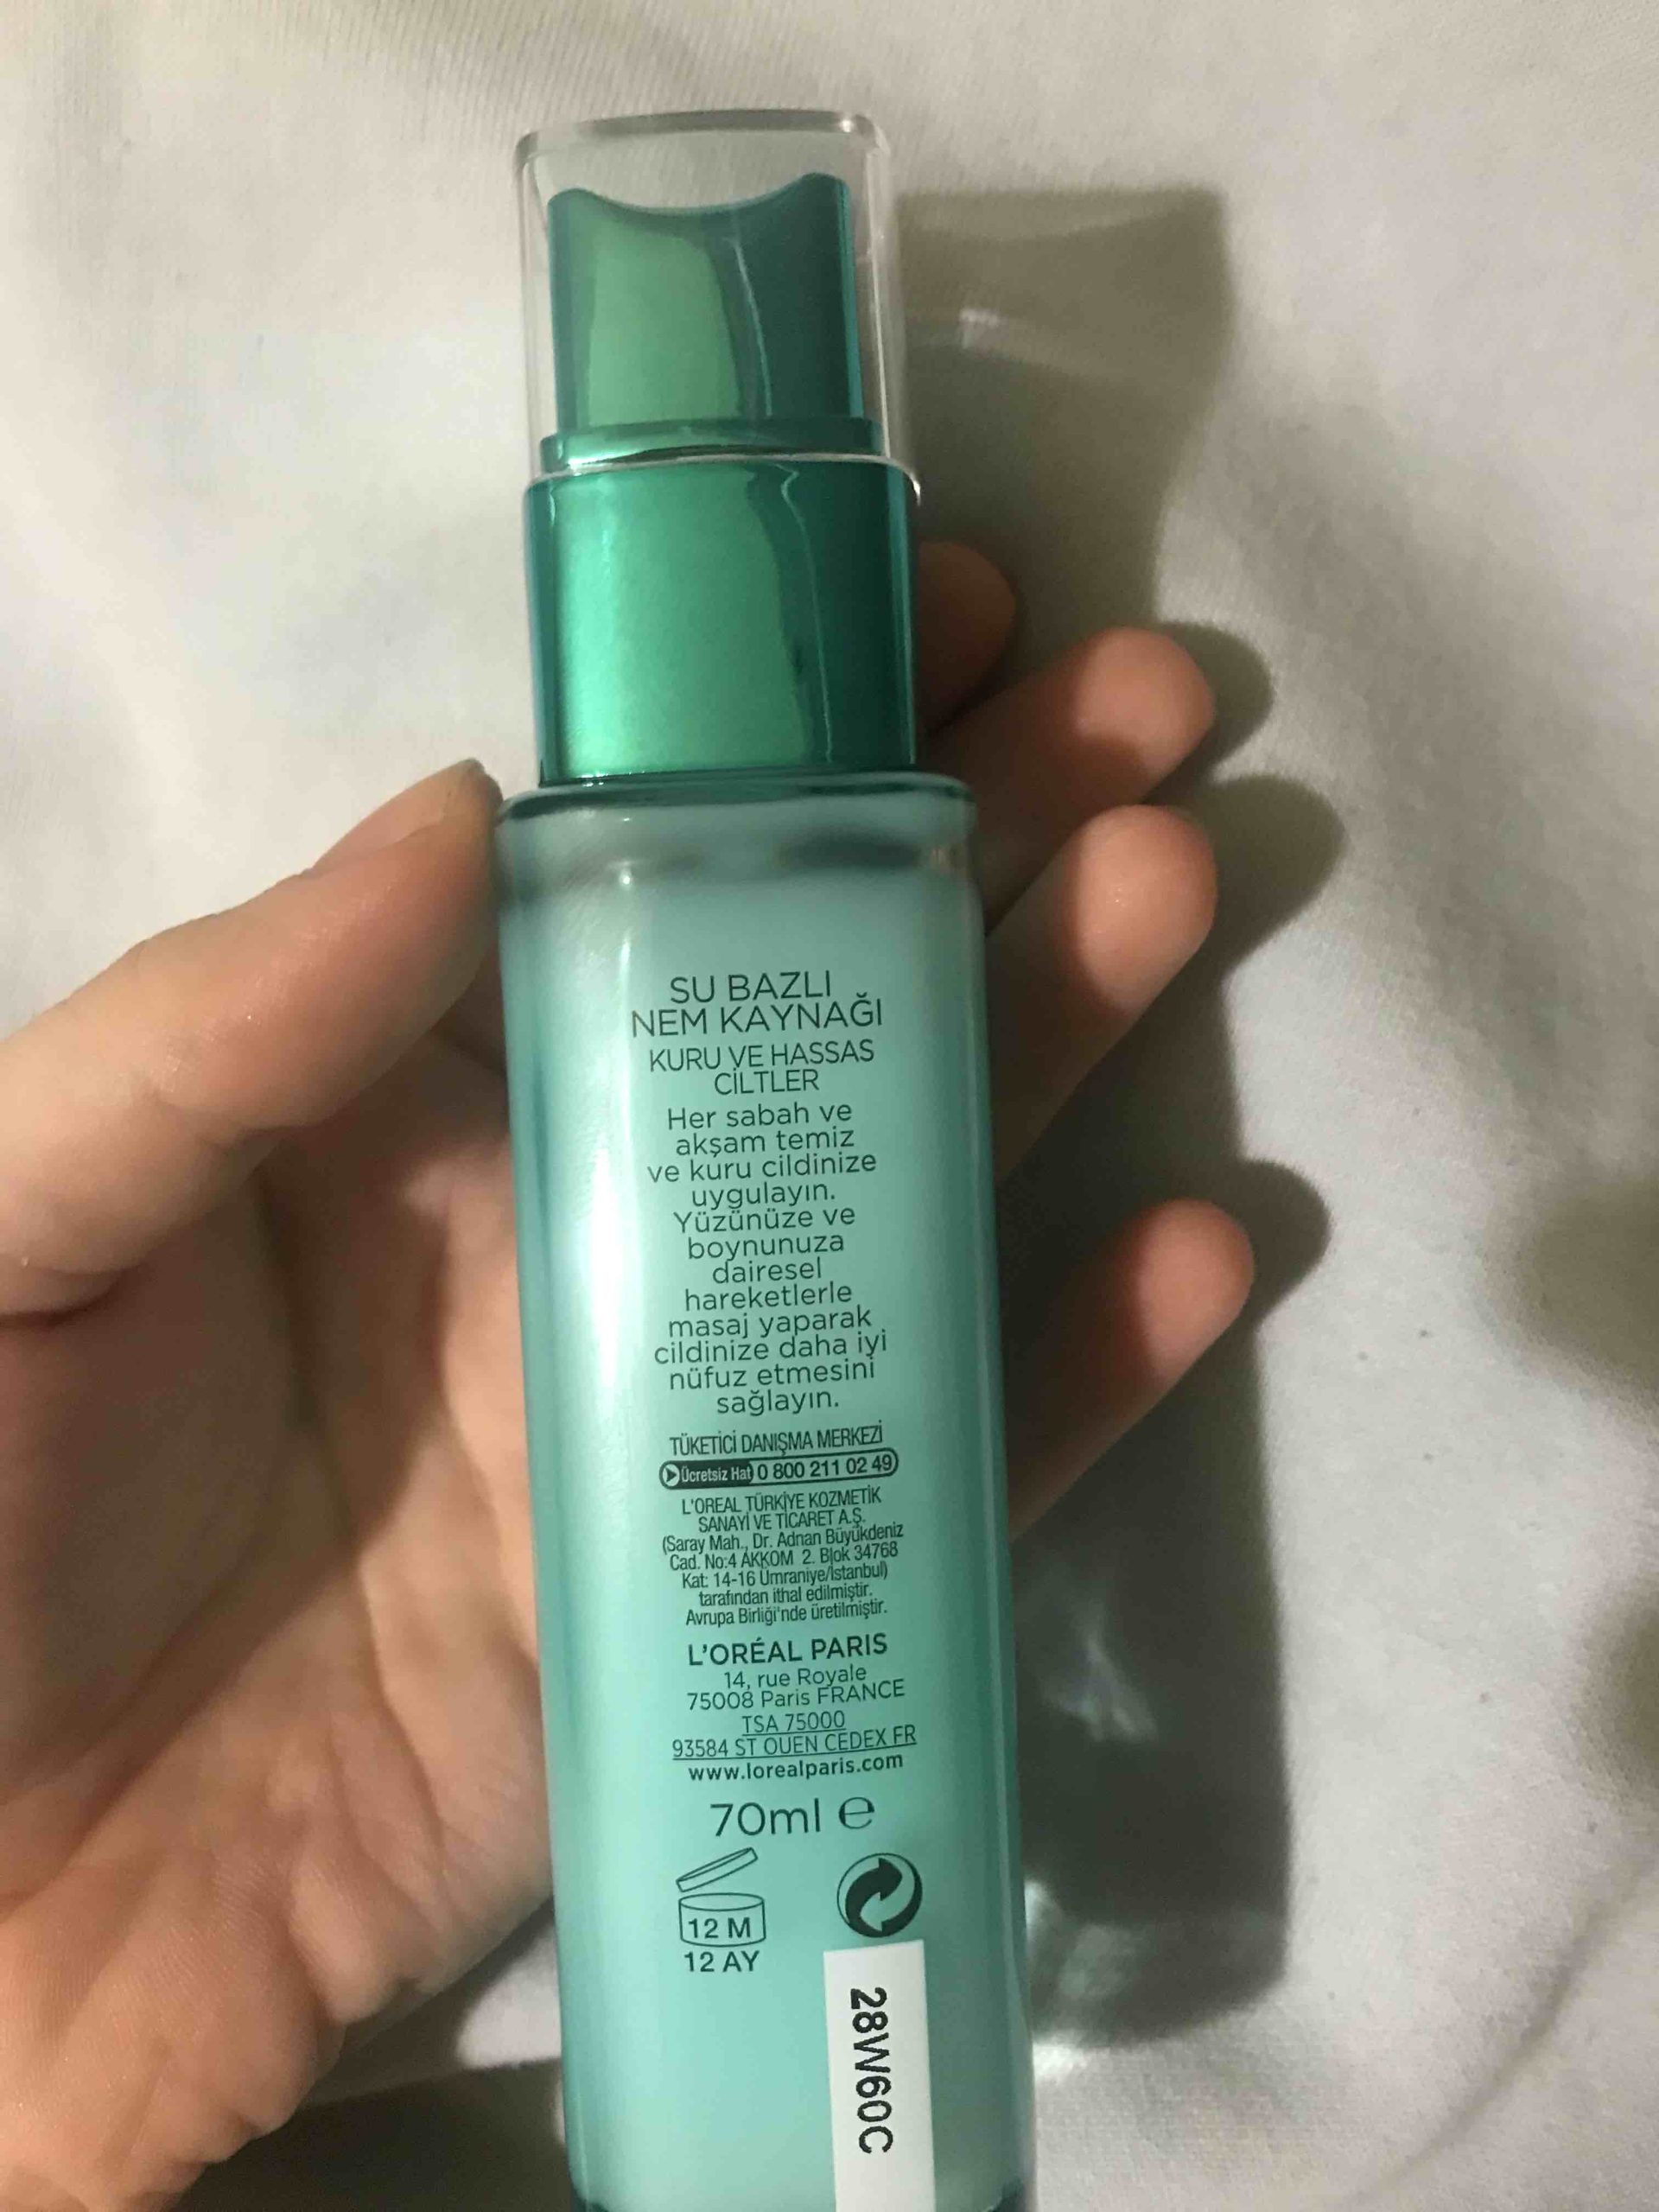 SU BAZLI
NEM KAYNAĞI
KURU VE HASSAS
CİLTLER
Her sabah ve
akşam temiz
ve kuru cildinize
uygulayın.
Yüzünüze ve
boynunuza
dairesel
hareketlerle
masaj yaparak
cildinize daha iyi
nüfuz etmesini
sağlayın.
TÜKETİCİ DANIŞMA MERKEZİ
Ücretsiz Hat 0 800 211 02 49
L'OREAL TÜRKİYE KOZMETİK
SANAYİ VE TİCARET A.Ş.
(Saray Mah., Dr. Adnan Büyükdeniz
Cad. No:4 AKKOM 2. Blok 34768
Kat: 14-16 Ümraniye/İstanbul)
tarafından ithal edilmiştir.
Avrupa Birliği'nde üretilmiştir.
L'ORÉAL PARIS
14, rue Royale
75008 Paris FRANCE
TSA 75000
93584 ST OUEN CEDEX FR
www.lorealparis.com
70ml e
12 M
12 AY
28W60C